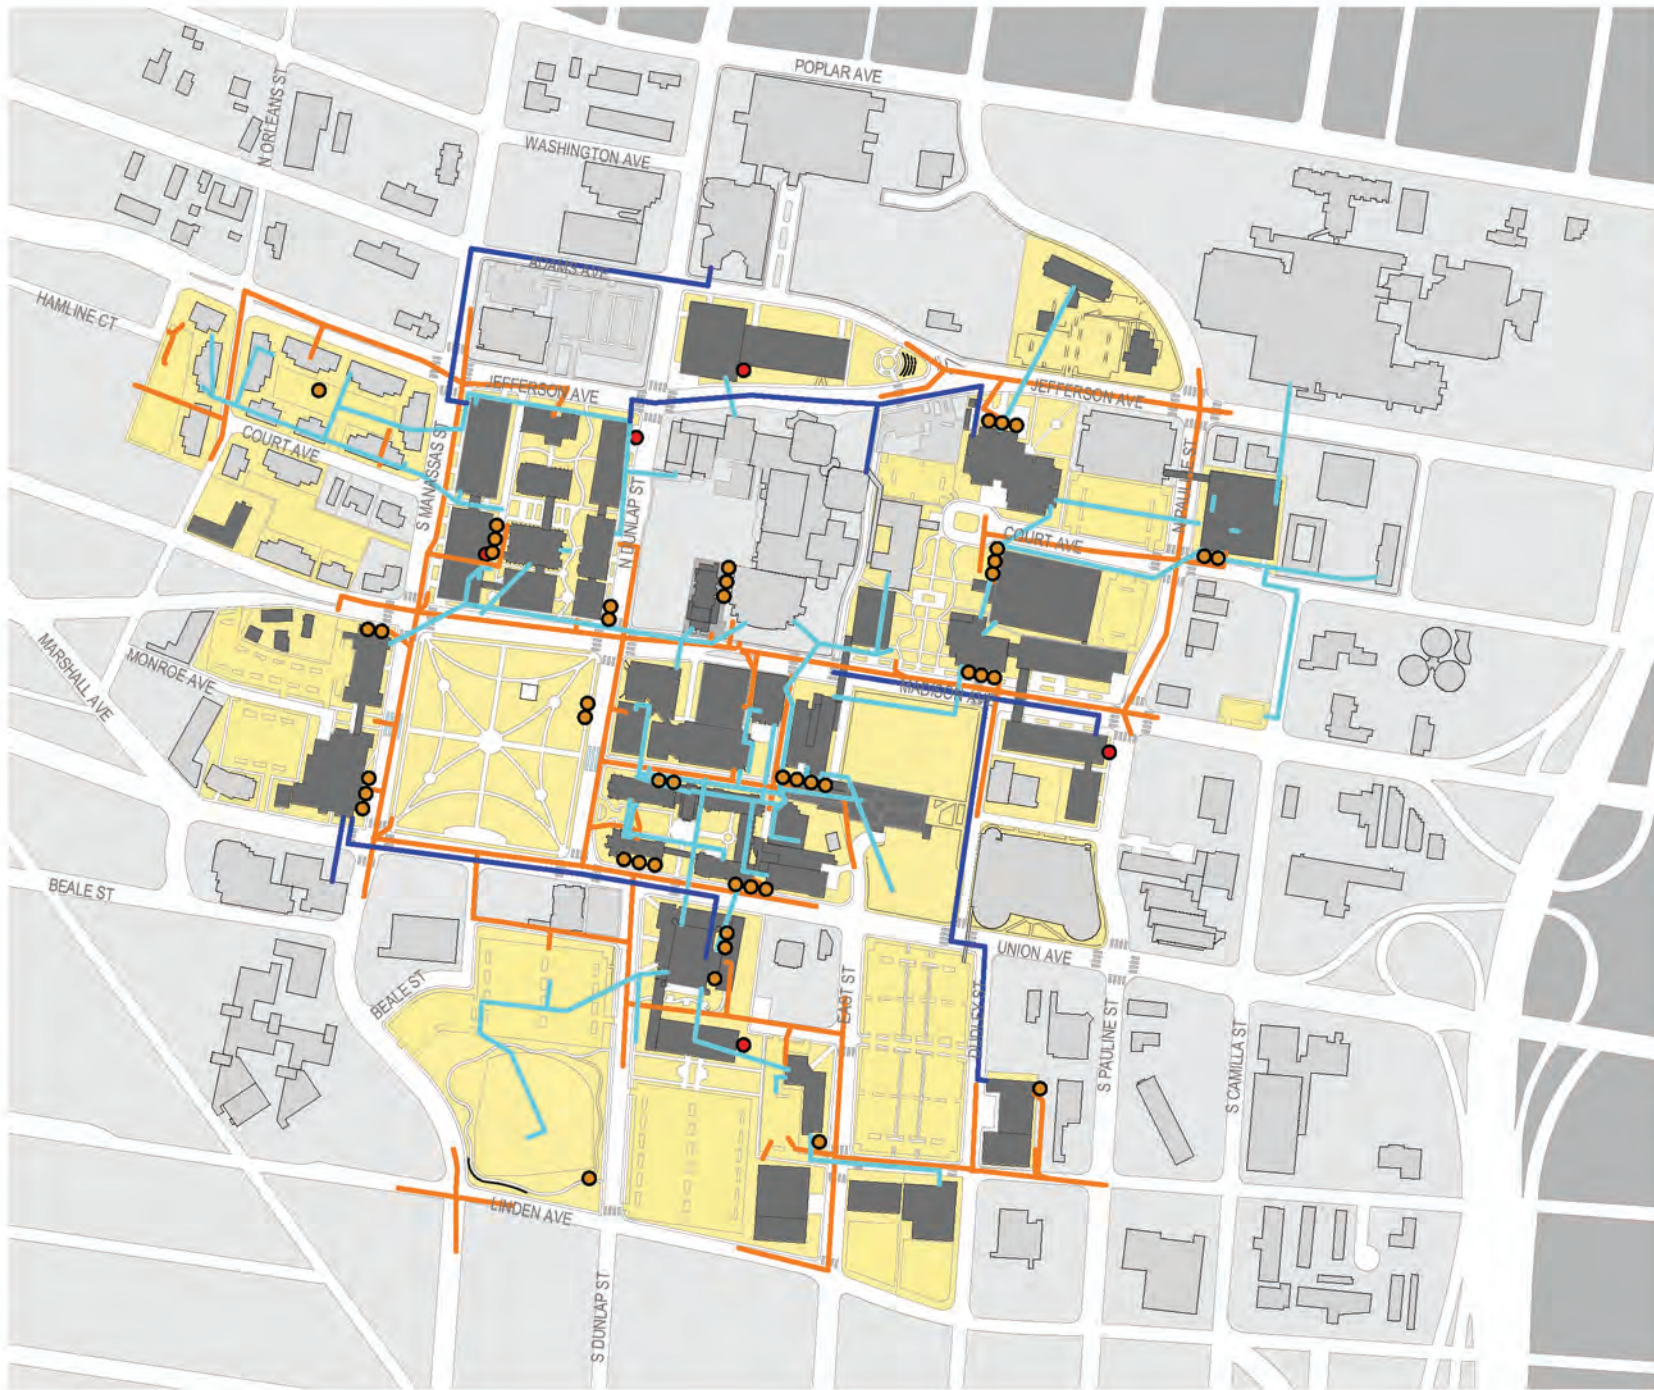 POPLAR AVE
N ORLEANS ST
WASHINGTON AVE
ADAMS AVE
HAMLINE CT
JEFFERSON AVE
JEFFERSON AVE
COURT AVE
S MANASSAS ST
N DUNLAP ST
N PAULINE ST
COURT AVE
MARSHALL AVE
MONROE AVE
MADISON AVE
BEALE ST
UNION AVE
BEALE ST
EAST ST
DUDLEY ST
S PAULINE ST
S CAMILLA ST
LINDEN AVE
S DUNLAP ST